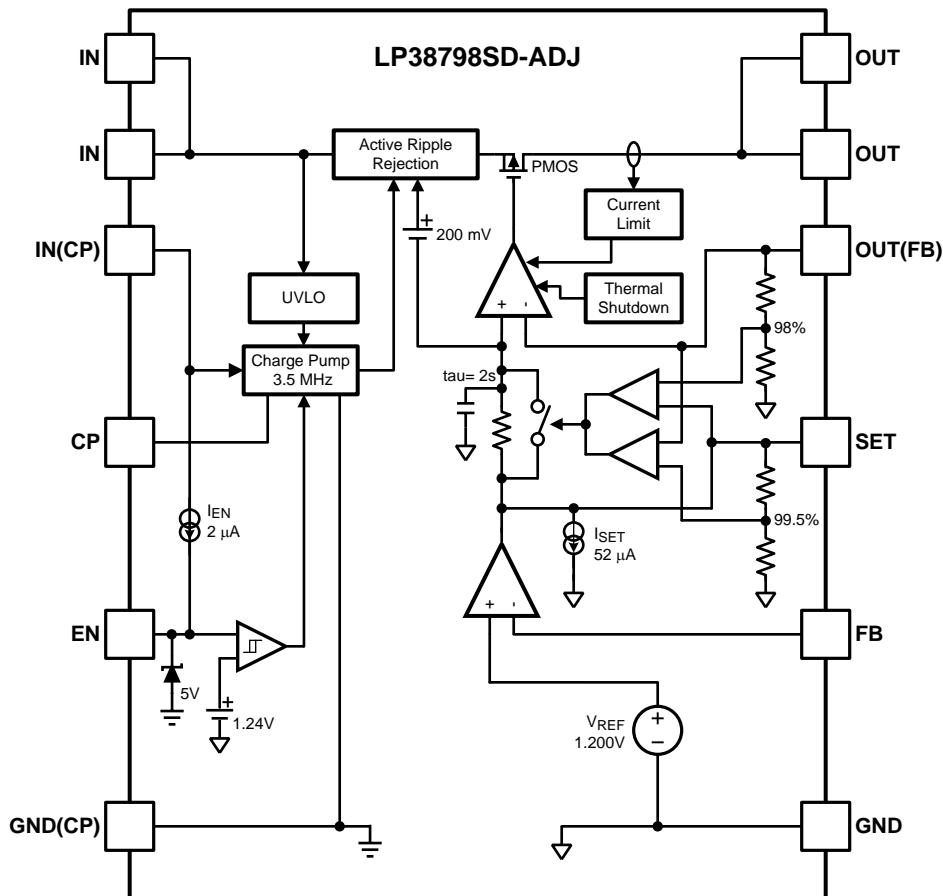 LP38798SD-ADJ
IN
OUT
IN
Active Ripple
Rejection
PMOS
OUT
Current
Limit
IN(CP)
+
200 mV
OUT(FB)
UVLO
Thermal
Shutdown
+ -
98%
Charge Pump
3.5 MHz
tau= 2s
CP
SET
IEN
2 µA
99.5%
ISET
52 µA
EN
+ -
FB
5V
+
1.24V
VREF
1.200V
+
−
GND(CP)
GND